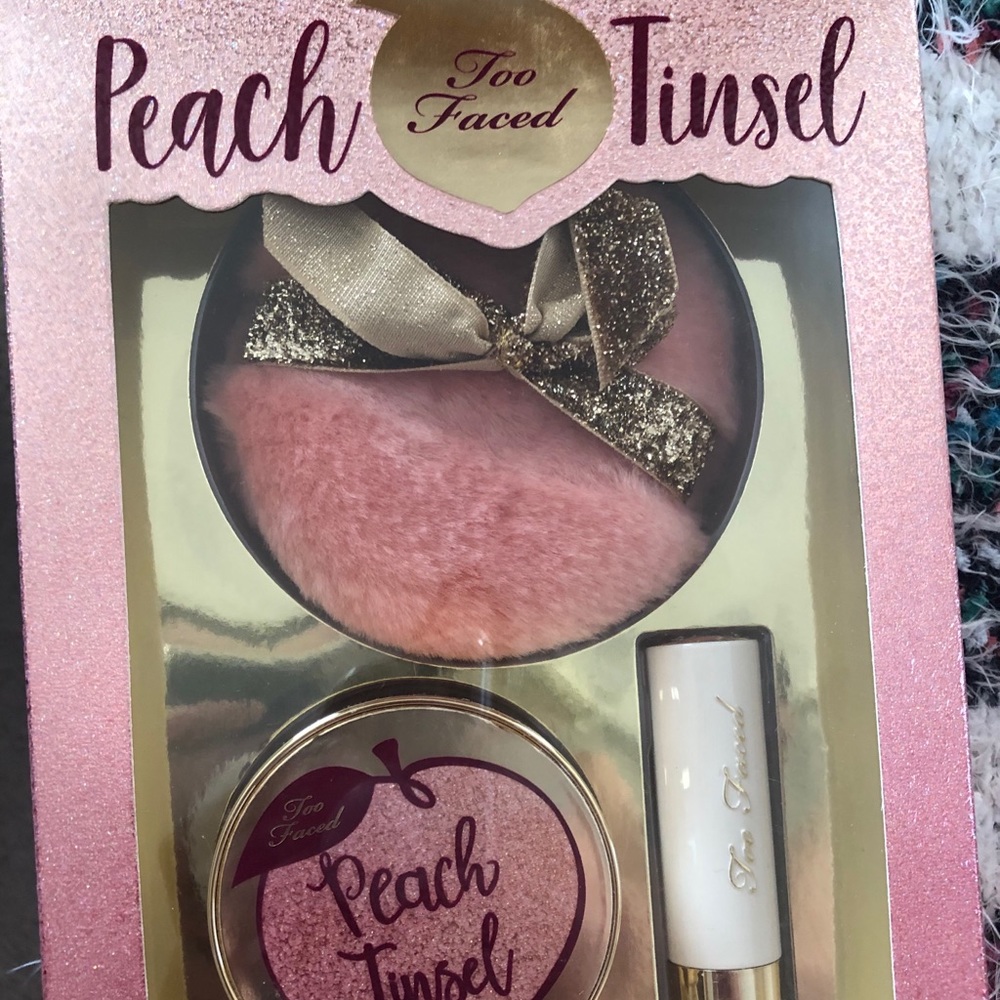 Peach Too Faced Tinsel
Too
Faced
Peach
Tinsel
Too Faced